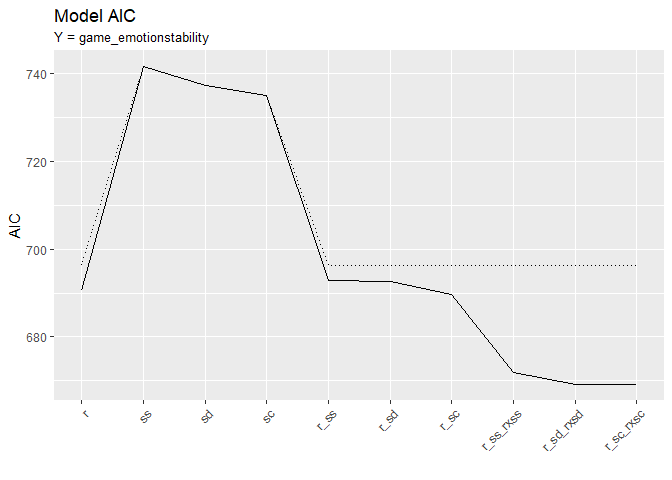 Model AIC
Y = game_emotionstability
AIC
740
720
700
680
r
ss
sd
sc
r_ss
r_sd
r_sc
r_ss_rxss
r_sd_rxsd
r_sc_rxsc